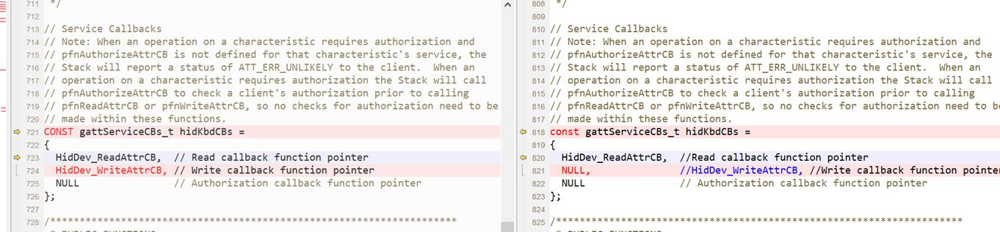 711 */
712
713 // Service Callbacks
714 // Note: When an operation on a characteristic requires authorization and
715 // pfnAuthorizeAttrCB is not defined for that characteristic's service, the
716 // Stack will report a status of ATT_ERR_UNLIKELY to the client.  When an
717 // operation on a characteristic requires authorization the Stack will call
718 // pfnAuthorizeAttrCB to check a client's authorization prior to calling
719 // pfnReadAttrCB or pfnWriteAttrCB, so no checks for authorization need to be
720 // made within these functions.
721 CONST gattServiceCBs_t hidKbdCBs =
722 {
723   HidDev_ReadAttrCB,  // Read callback function pointer
724   HidDev_WriteAttrCB, // Write callback function pointer
725   NULL                // Authorization callback function pointer
726 };
727
728 /*********************************************************************
808 */
809
810 // Service Callbacks
811 // Note: When an operation on a characteristic requires authorization and
812 // pfnAuthorizeAttrCB is not defined for that characteristic's service, the
813 // Stack will report a status of ATT_ERR_UNLIKELY to the client.  When an
814 // operation on a characteristic requires authorization the Stack will call
815 // pfnAuthorizeAttrCB to check a client's authorization prior to calling
816 // pfnReadAttrCB or pfnWriteAttrCB, so no checks for authorization need to be
817 // made within these functions.
818 const gattServiceCBs_t hidKbdCBs =
819 {
820   HidDev_ReadAttrCB,  //Read callback function pointer
821   NULL,               //HidDev_WriteAttrCB, //Write callback function
822   NULL                // Authorization callback function pointer
823 };
824
825 /*********************************************************************